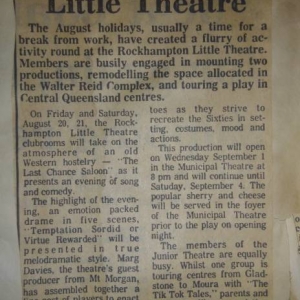 Little Theatre
The August holidays, usually a time for a
break from work, have created a flurry of ac-
tivity round at the Rockhampton Little Theatre.
Members are busily engaged in mounting two
productions, remodelling the space allocated in
the Walter Reid Complex, and touring a play in
Central Queensland centres.
On Friday and Saturday,
August 20, 21, the Rock-
hampton Little Theatre
clubrooms will take on the
atmosphere of an old
Western hostelry — "The
Last Chance Saloon" as it
presents an evening of song
and comedy.
The highlight of the even-
ing, an emotion packed
drama in five scenes,
"Temptation Sordid or
Virtue Rewarded" will be
presented in true
melodramatic style. Marg
Davies, the theatre's guest
producer from Mt Morgan,
has assembled together a
of players to enact
toes as they strive to
recreate the Sixties in set-
ting, costumes, mood and
actions.
This production will open
on Wednesday September 1
in the Municipal Theatre at
8 pm and will continue until
Saturday, September 4. The
popular sherry and cheese
will be served in the foyer
of the Municipal Theatre
prior to the play on opening
night.
The members of the
Junior Theatre are equally
busy. Whilst one group is
touring centres from Glad-
stone to Moura with "The
Tik Tok Tales," parents and